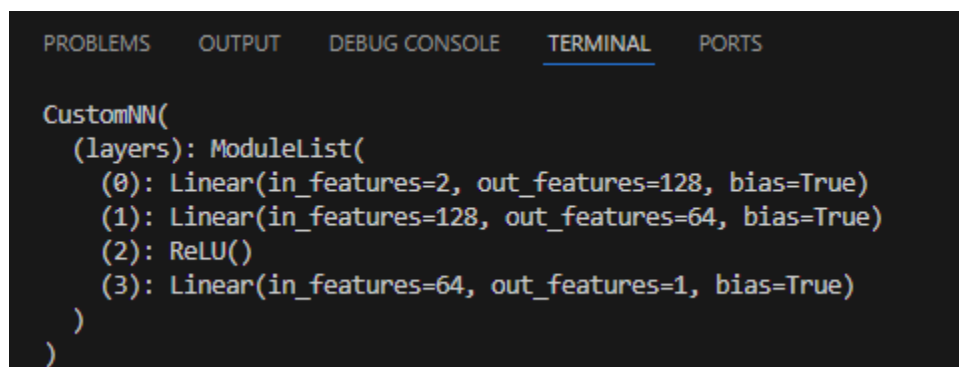 PROBLEMS OUTPUT DEBUG CONSOLE TERMINAL PORTS
CustomNN(
  (layers): ModuleList(
    (0): Linear(in_features=2, out_features=128, bias=True)
    (1): Linear(in_features=128, out_features=64, bias=True)
    (2): ReLU()
    (3): Linear(in_features=64, out_features=1, bias=True)
  )
)